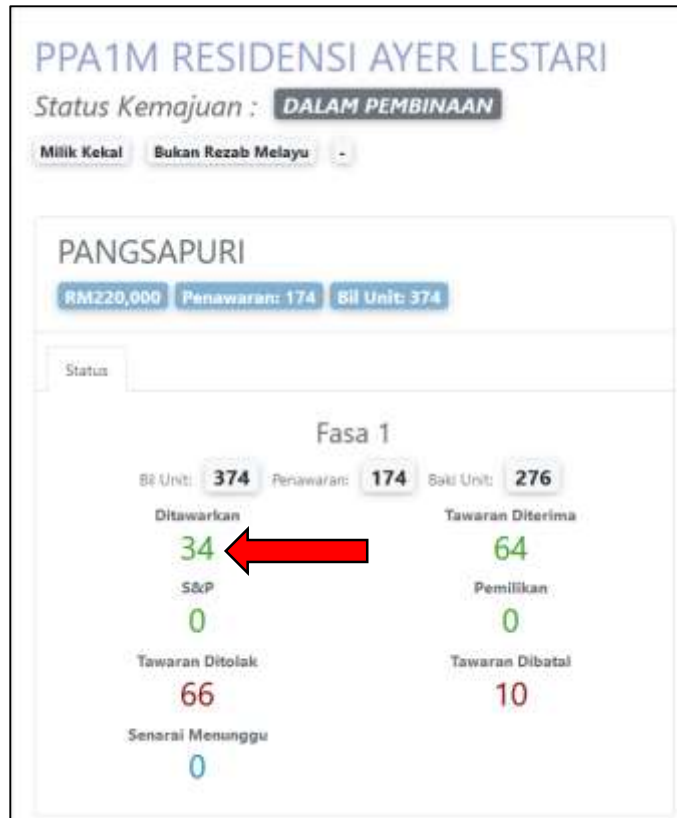 PPA1M RESIDENSI AYER LESTARI
Status Kemajuan : DALAM PEMBINAAN
Milik Kekal Bukan Rezab Melayu -
PANGSAPURI
RM220,000 Penawaran: 174 Bil Unit: 374
Status
Fasa 1
Bil Unit: 374 Penawaran: 174 Baki Unit: 276
Ditawarkan Tawaran Diterima
34 64
S&P Pemilikan
0 0
Tawaran Ditolak Tawaran Dibatal
66 10
Senarai Menunggu
0